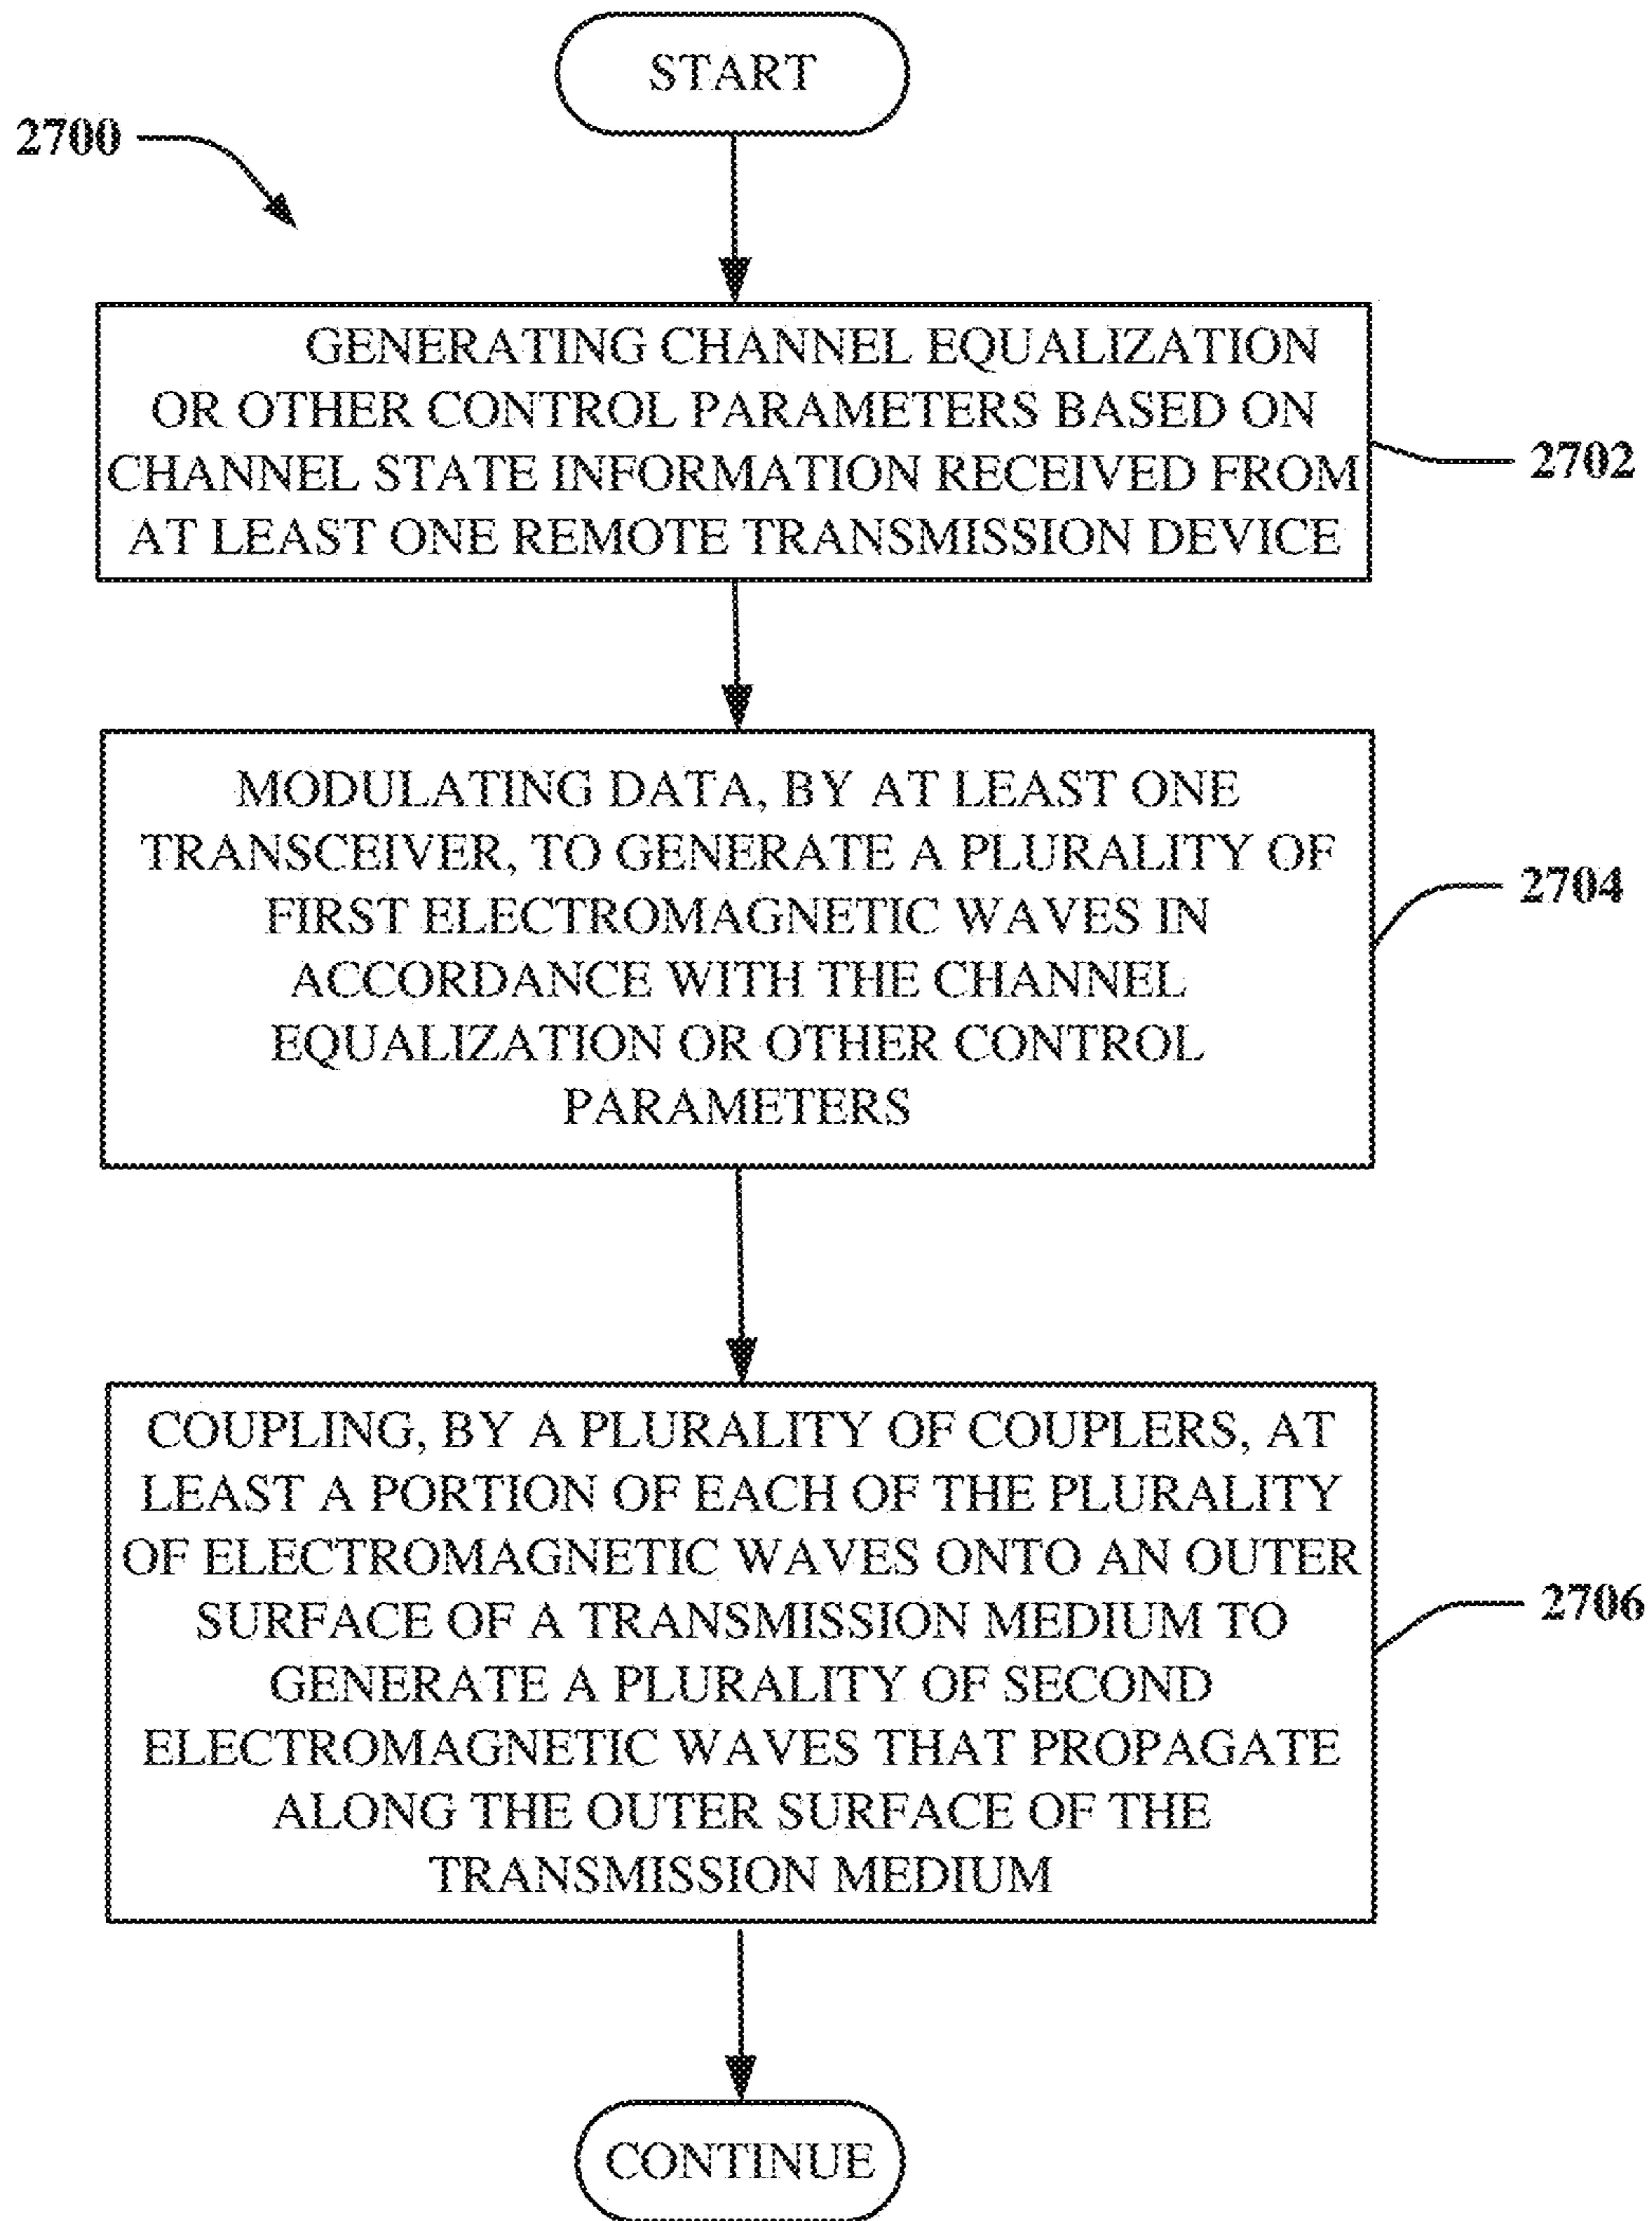 START
2700
GENERATING CHANNEL EQUALIZATION
OR OTHER CONTROL PARAMETERS BASED ON
CHANNEL STATE INFORMATION RECEIVED FROM
AT LEAST ONE REMOTE TRANSMISSION DEVICE
2702
MODULATING DATA, BY AT LEAST ONE
TRANSCEIVER, TO GENERATE A PLURALITY OF
FIRST ELECTROMAGNETIC WAVES IN
ACCORDANCE WITH THE CHANNEL
EQUALIZATION OR OTHER CONTROL
PARAMETERS
2704
COUPLING, BY A PLURALITY OF COUPLERS, AT
LEAST A PORTION OF EACH OF THE PLURALITY
OF ELECTROMAGNETIC WAVES ONTO AN OUTER
SURFACE OF A TRANSMISSION MEDIUM TO
GENERATE A PLURALITY OF SECOND
ELECTROMAGNETIC WAVES THAT PROPAGATE
ALONG THE OUTER SURFACE OF THE
TRANSMISSION MEDIUM
2706
CONTINUE